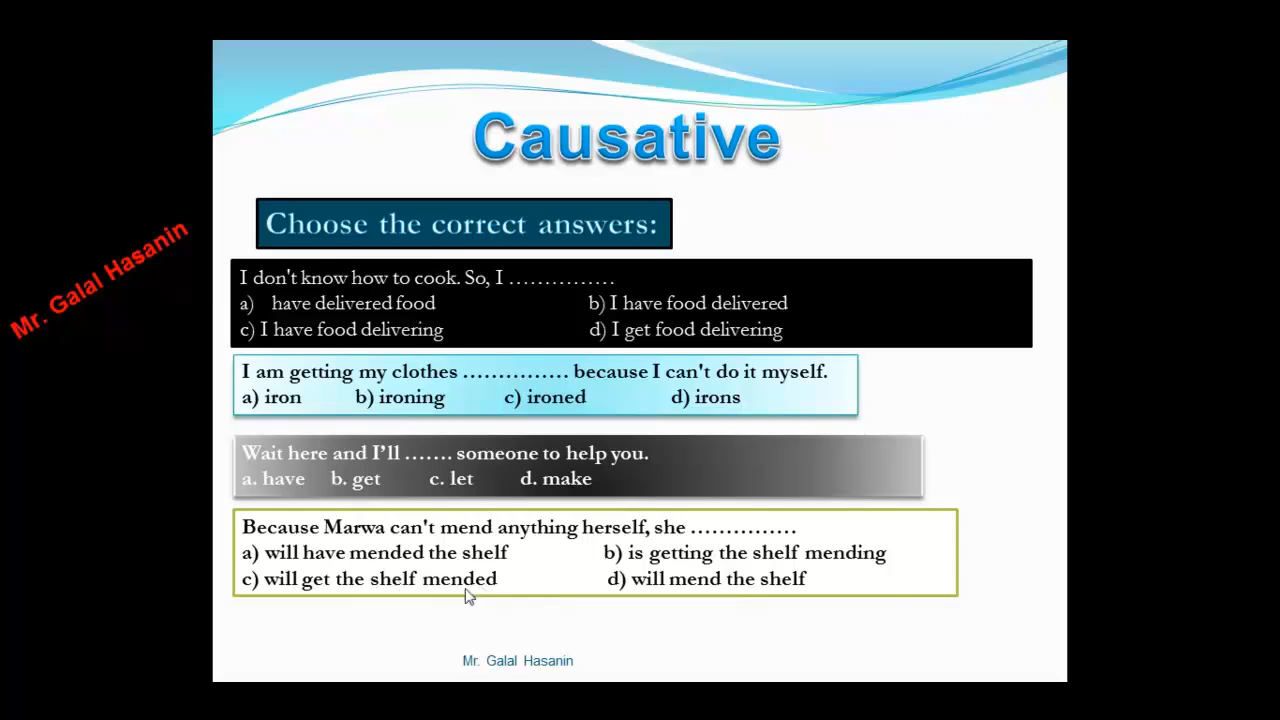 Causative
Choose the correct answers:
Mr. Galal Hasanin
I don't know how to cook. So, I ……………
a) have delivered food b) I have food delivered
c) I have food delivering d) I get food delivering
I am getting my clothes …………… because I can't do it myself.
a) iron b) ironing c) ironed d) irons
Wait here and I’ll ……. someone to help you.
a. have b. get c. let d. make
Because Marwa can't mend anything herself, she ……………
a) will have mended the shelf b) is getting the shelf mending
c) will get the shelf mended d) will mend the shelf
Mr. Galal Hasanin